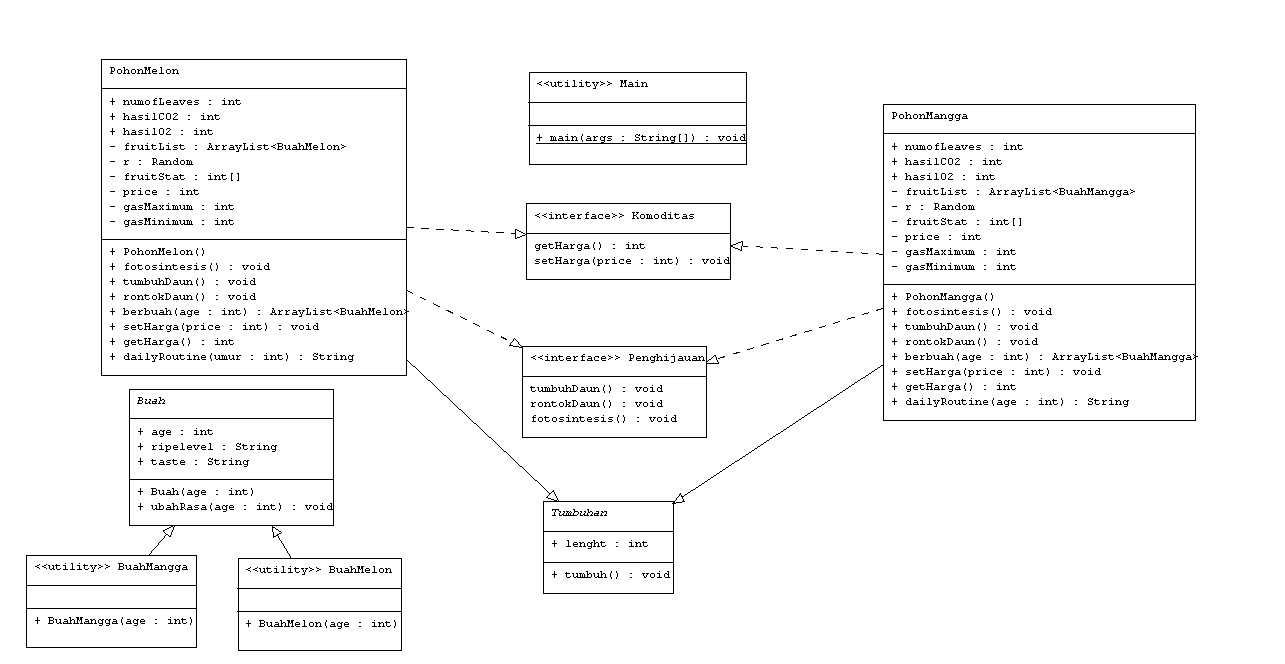 PohonMelon
+ numofLeaves : int
+ hasilCO2 : int
+ hasilO2 : int
- fruitList : ArrayList<BuahMelon>
- r : Random
- fruitStat : int[]
- price : int
- gasMaximum : int
- gasMinimum : int
+ PohonMelon()
+ fotosintesis() : void
+ tumbuhDaun() : void
+ rontokDaun() : void
+ berbuah(age : int) : ArrayList<BuahMelon>
+ setHarga(price : int) : void
+ getHarga() : int
+ dailyRoutine(umur : int) : String
<<utility>> Main
+ main(args : String[]) : void
<<interface>> Komoditas
getHarga() : int
setHarga(price : int) : void
<<interface>> Penghijauan
tumbuhDaun() : void
rontokDaun() : void
fotosintesis() : void
PohonMangga
+ numofLeaves : int
+ hasilCO2 : int
+ hasilO2 : int
- fruitList : ArrayList<BuahMangga>
- r : Random
- fruitStat : int[]
- price : int
- gasMaximum : int
- gasMinimum : int
+ PohonMangga()
+ fotosintesis() : void
+ tumbuhDaun() : void
+ rontokDaun() : void
+ berbuah(age : int) : ArrayList<BuahMangga>
+ setHarga(price : int) : void
+ getHarga() : int
+ dailyRoutine(age : int) : String
Buah
+ age : int
+ ripelevel : String
+ taste : String
+ Buah(age : int)
+ ubahRasa(age : int) : void
Tumbuhan
+ lenght : int
+ tumbuh() : void
<<utility>> BuahMangga
+ BuahMangga(age : int)
<<utility>> BuahMelon
+ BuahMelon(age : int)